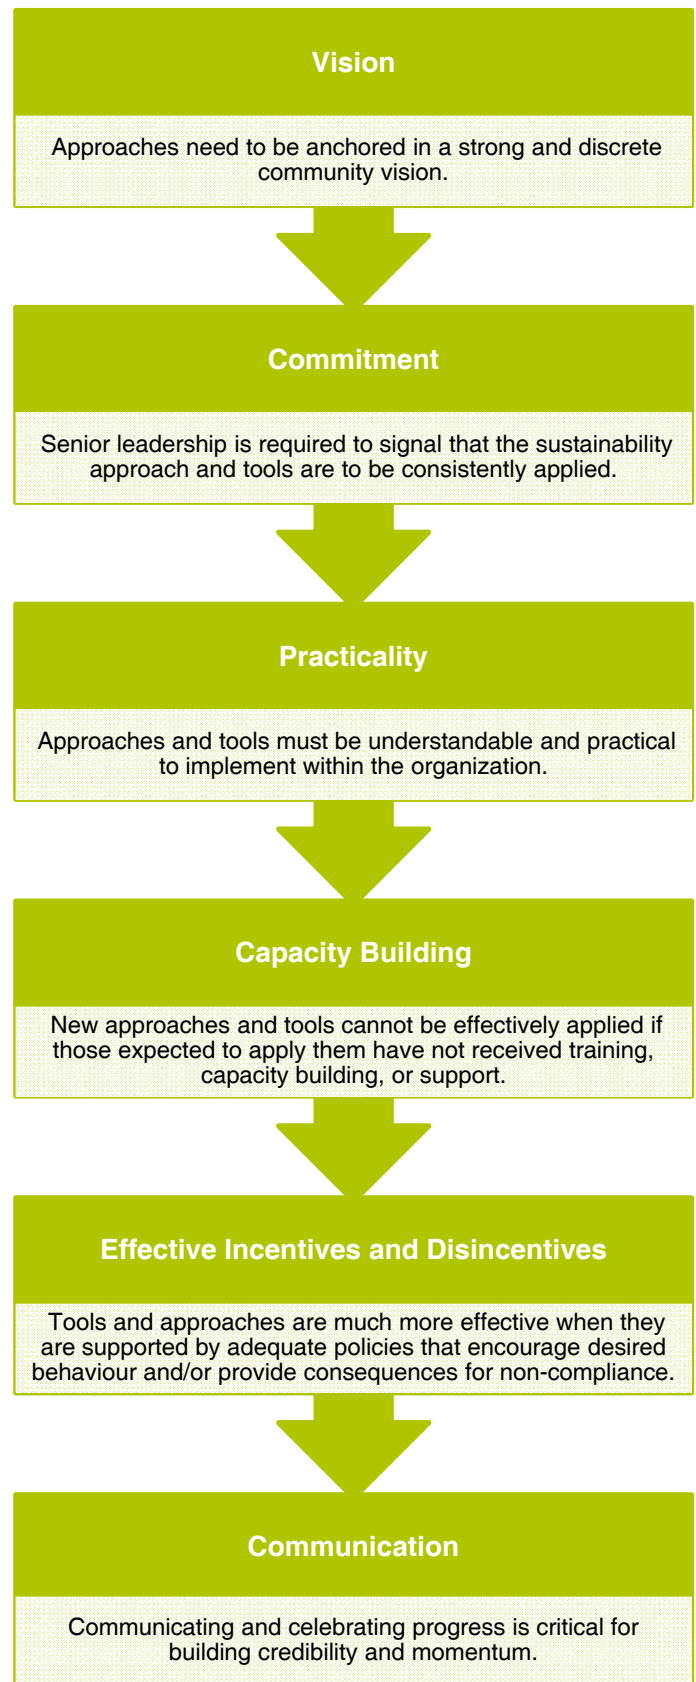 Vision
Approaches need to be anchored in a strong and discrete
community vision.
Commitment
Senior leadership is required to signal that the sustainability
approach and tools are to be consistently applied.
Practicality
Approaches and tools must be understandable and practical
to implement within the organization.
Capacity Building
New approaches and tools cannot be effectively applied if
those expected to apply them have not received training,
capacity building, or support.
Effective Incentives and Disincentives
Tools and approaches are much more effective when they
are supported by adequate policies that encourage desired
behaviour and/or provide consequences for non-compliance.
Communication
Communicating and celebrating progress is critical for
building credibility and momentum.